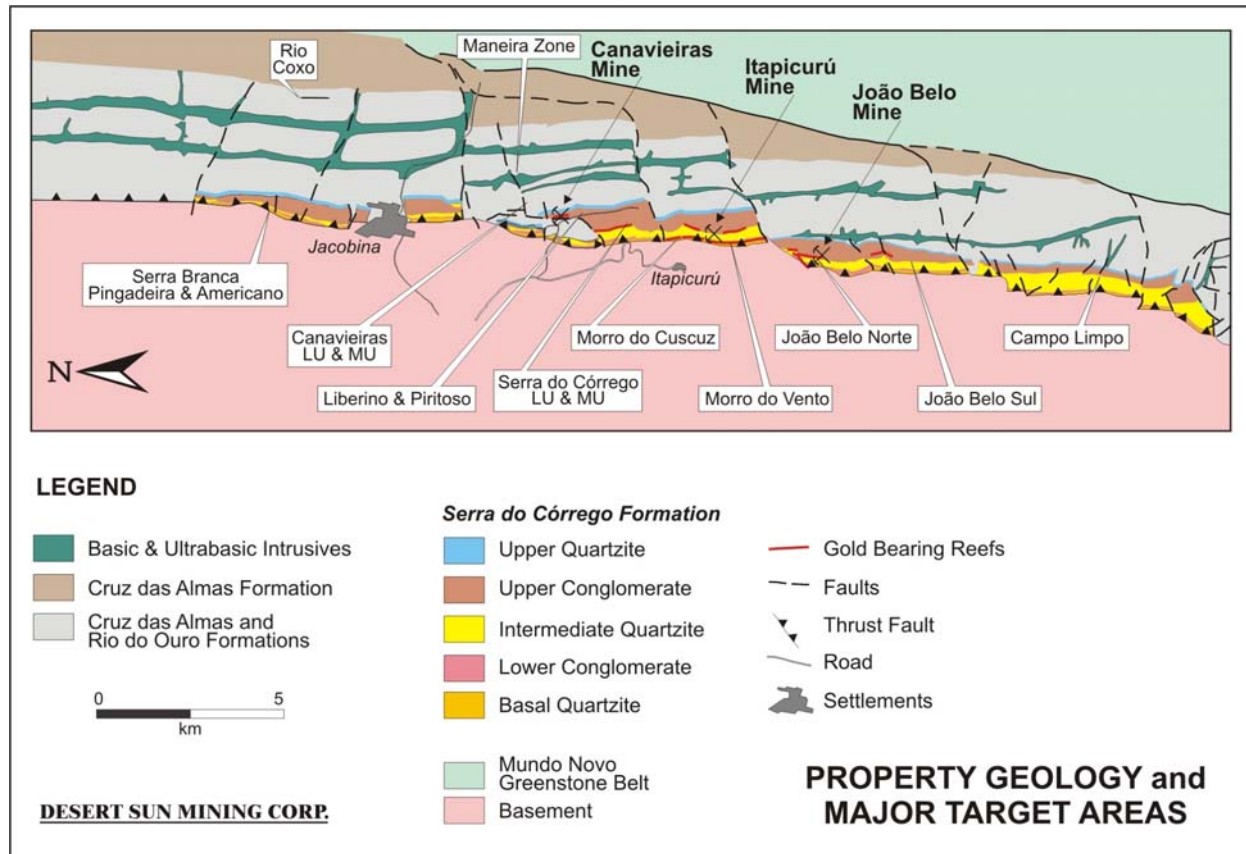 Rio
Coxo
Maneira Zone
Canavieiras
Mine
Itapicurú
Mine
João Belo
Mine
Jacobina
Itapicurú
Serra Branca
Pingadeira & Americano
Canavieiras
LU & MU
Liberino & Piritoso
Serra do Córrego
LU & MU
Morro do Cuscuz
Morro do Vento
João Belo Norte
João Belo Sul
Campo Limpo
N
LEGEND
Basic & Ultrabasic Intrusives
Cruz das Almas Formation
Cruz das Almas and
Rio do Ouro Formations
0 5
km
DESERT SUN MINING CORP.
Serra do Córrego Formation
Upper Quartzite
Upper Conglomerate
Intermediate Quartzite
Lower Conglomerate
Basal Quartzite
Mundo Novo
Greenstone Belt
Basement
Gold Bearing Reefs
Faults
Thrust Fault
Road
Settlements
PROPERTY GEOLOGY and
MAJOR TARGET AREAS